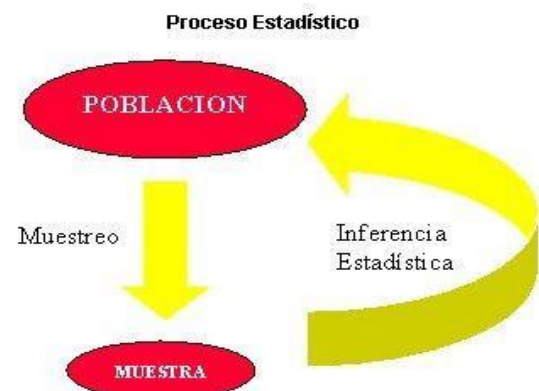 Proceso Estadístico
POBLACION
Muestreo
Inferencia
Estadística
MUESTRA